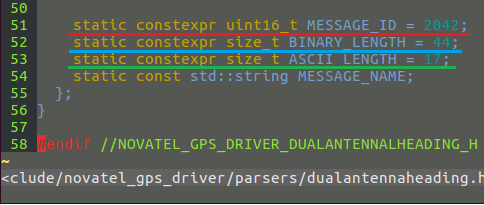 50
51 static constexpr uint16_t MESSAGE_ID = 2042;
52 static constexpr size_t BINARY_LENGTH = 44;
53 static constexpr size_t ASCII_LENGTH = 17;
54 static const std::string MESSAGE_NAME;
55 };
56 }
57
58 #endif //NOVATEL_GPS_DRIVER_DUALANTENNALHEADING_H
~
<clude/novatel_gps_driver/parsers/dualantennaheading.h